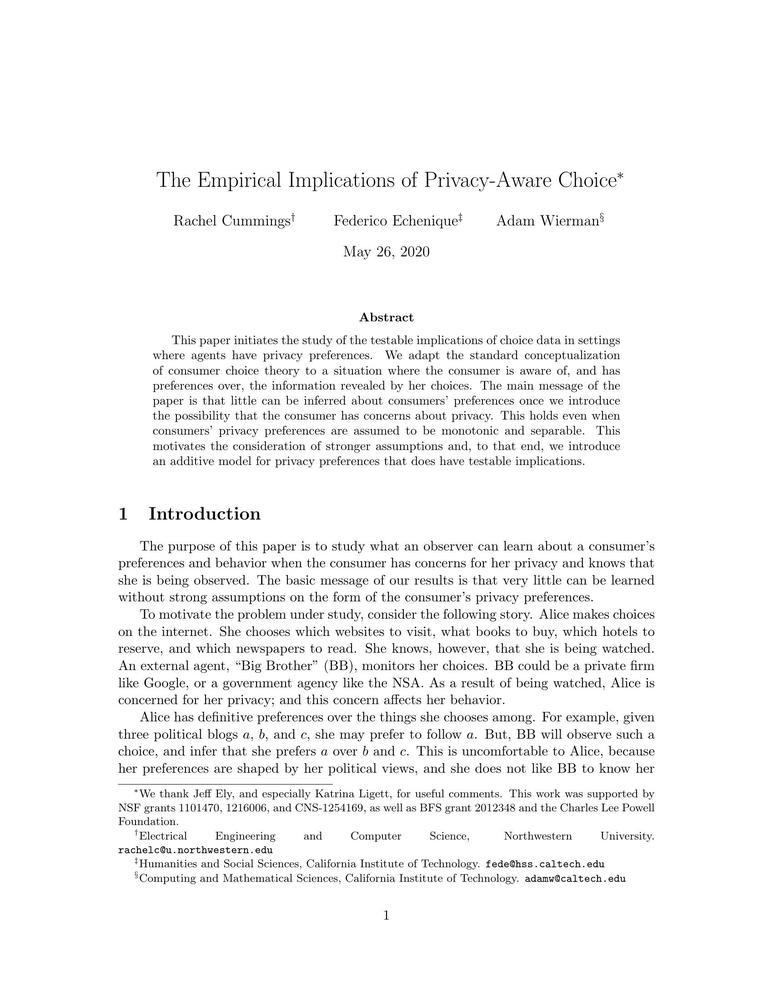 The Empirical Implications of Privacy-Aware Choice*
Rachel Cummings† Federico Echenique‡ Adam Wierman§
May 26, 2020
Abstract
This paper initiates the study of the testable implications of choice data in settings
where agents have privacy preferences. We adapt the standard conceptualization
of consumer choice theory to a situation where the consumer is aware of, and has
preferences over, the information revealed by her choices. The main message of the
paper is that little can be inferred about consumers' preferences once we introduce
the possibility that the consumer has concerns about privacy. This holds even when
consumers' privacy preferences are assumed to be monotonic and separable. This
motivates the consideration of stronger assumptions and, to that end, we introduce
an additive model for privacy preferences that does have testable implications.
1 Introduction
The purpose of this paper is to study what an observer can learn about a consumer's
preferences and behavior when the consumer has concerns for her privacy and knows that
she is being observed. The basic message of our results is that very little can be learned
without strong assumptions on the form of the consumer's privacy preferences.
To motivate the problem under study, consider the following story. Alice makes choices
on the internet. She chooses which websites to visit, what books to buy, which hotels to
reserve, and which newspapers to read. She knows, however, that she is being watched.
An external agent, "Big Brother" (BB), monitors her choices. BB could be a private firm
like Google, or a government agency like the NSA. As a result of being watched, Alice is
concerned for her privacy; and this concern affects her behavior.
Alice has definitive preferences over the things she chooses among. For example, given
three political blogs a, b, and c, she may prefer to follow a. But, BB will observe such a
choice, and infer that she prefers a over b and c. This is uncomfortable to Alice, because
her preferences are shaped by her political views, and she does not like BB to know her
*We thank Jeff Ely, and especially Katrina Ligett, for useful comments. This work was supported by
NSF grants 1101470, 1216006, and CNS-1254169, as well as BFS grant 2012348 and the Charles Lee Powell
Foundation.
†Electrical Engineering and Computer Science, Northwestern University.
rachelc@u.northwestern.edu
‡Humanities and Social Sciences, California Institute of Technology. fede@hss.caltech.edu
§Computing and Mathematical Sciences, California Institute of Technology. adamw@caltech.edu
1